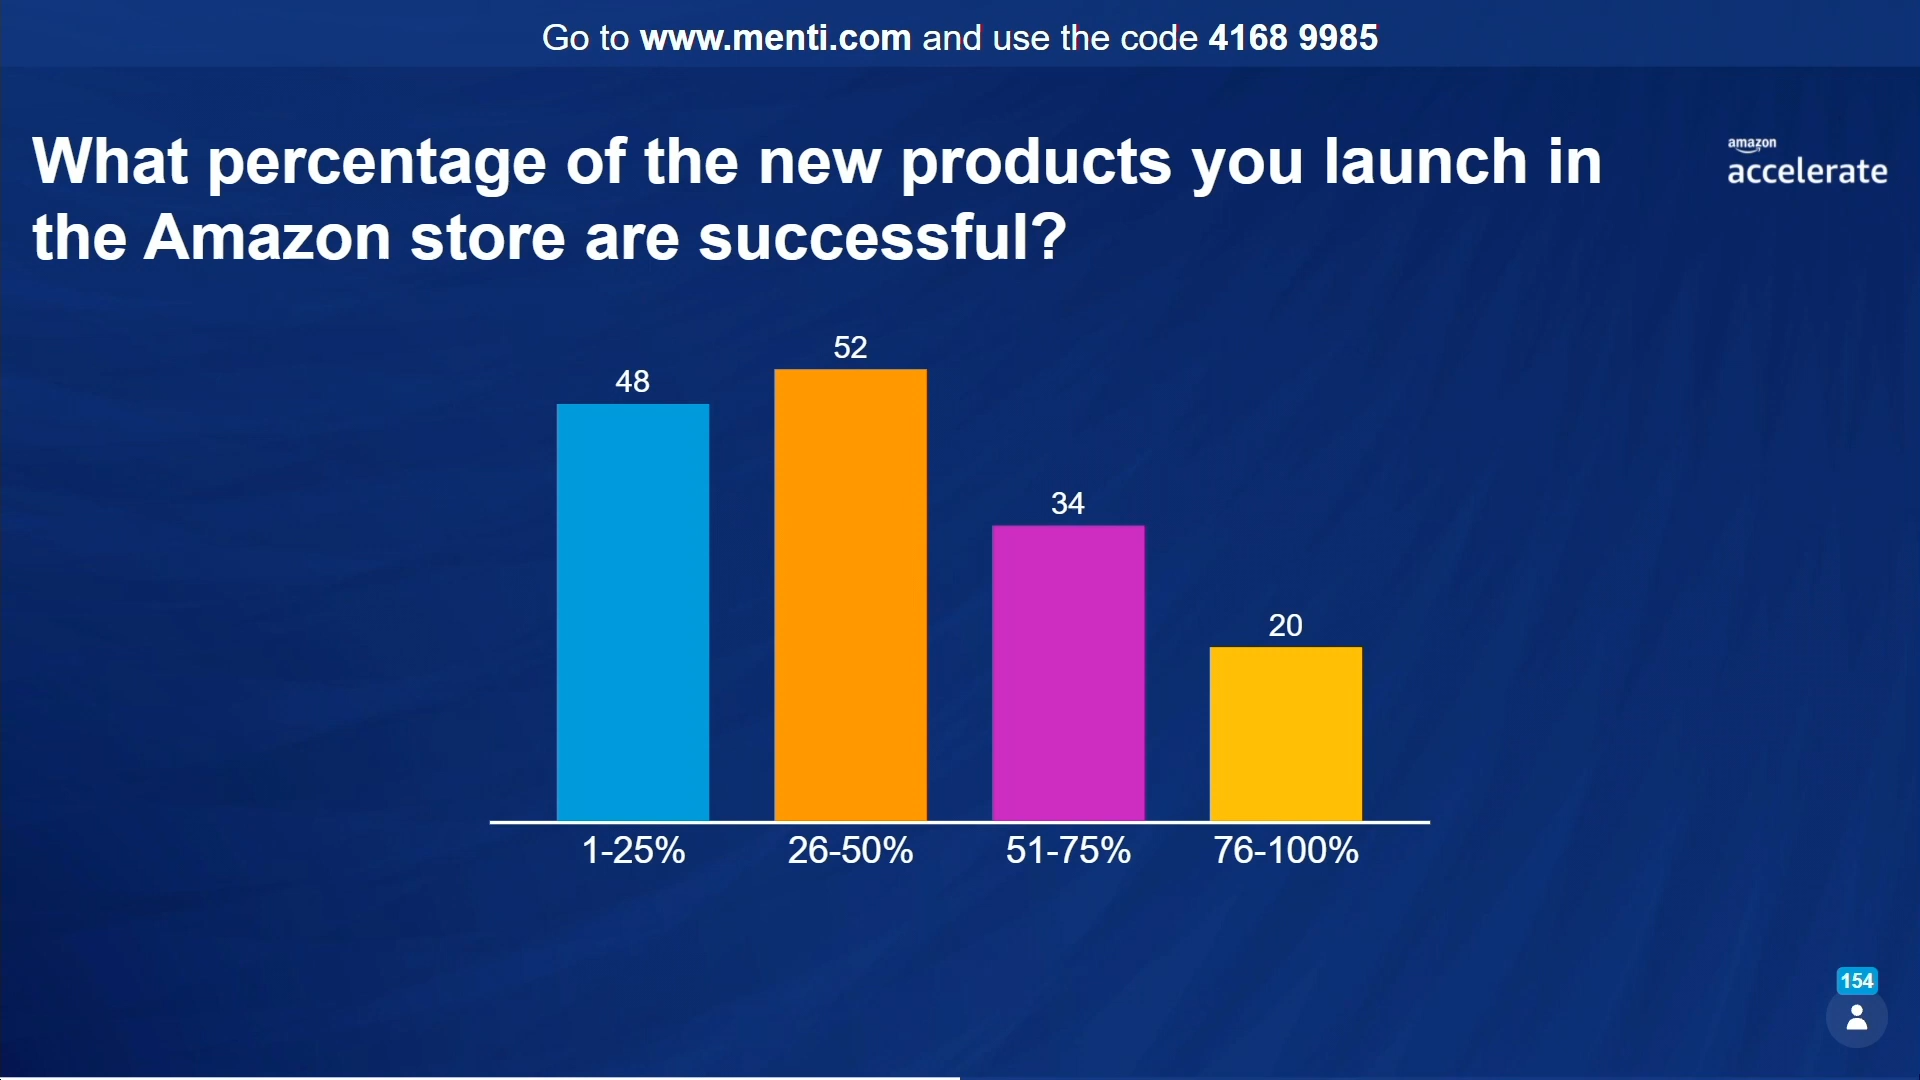 Go to www.menti.com and use the code 4168 9985
What percentage of the new products you launch in
the Amazon store are successful?
amazon
accelerate
48
52
34
20
1-25%
26-50%
51-75%
76-100%
154